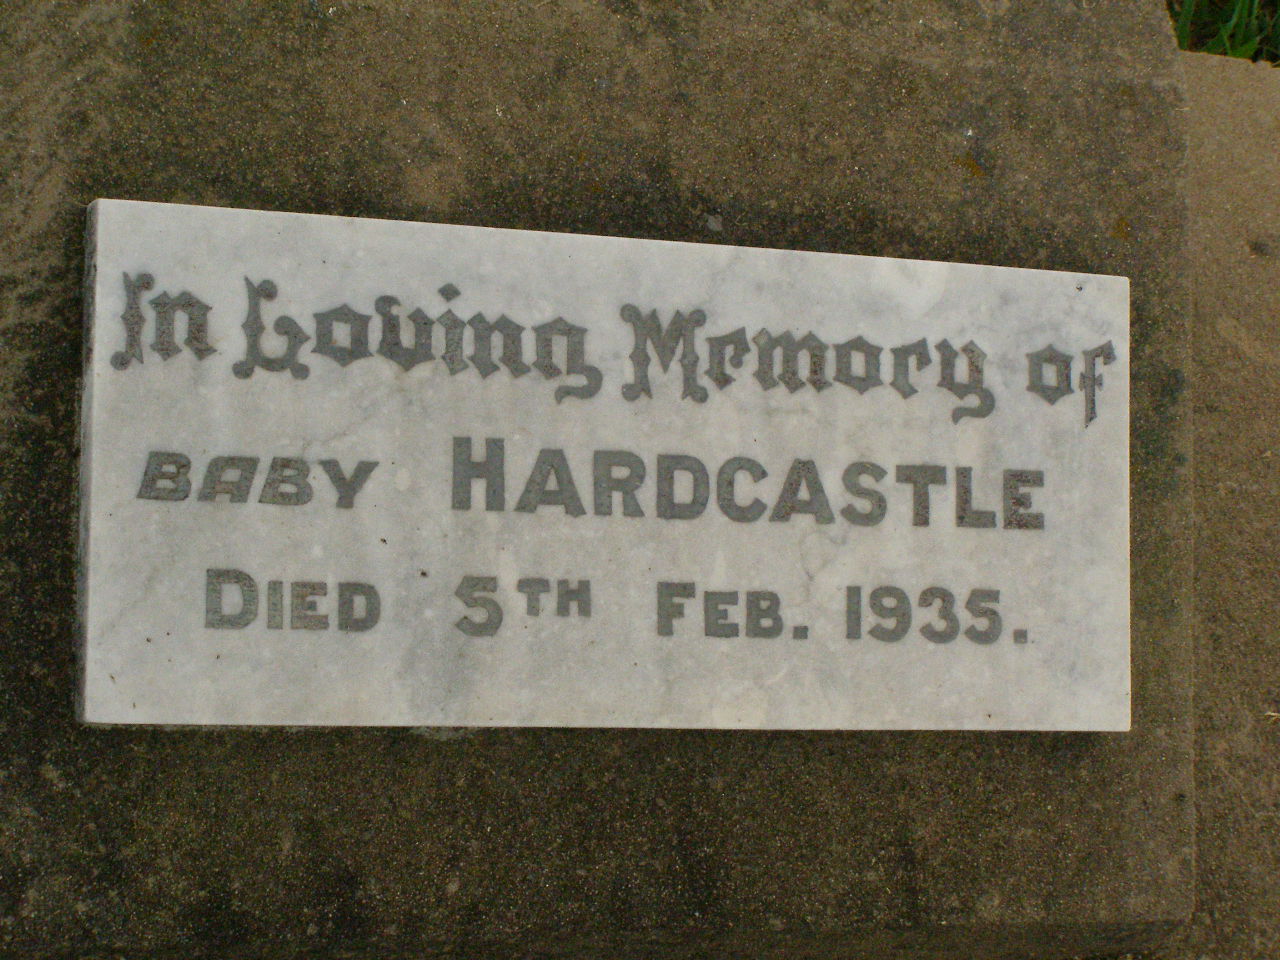 In Loving Memory of
BABY HARDCASTLE
DIED 5TH FEB. 1935.